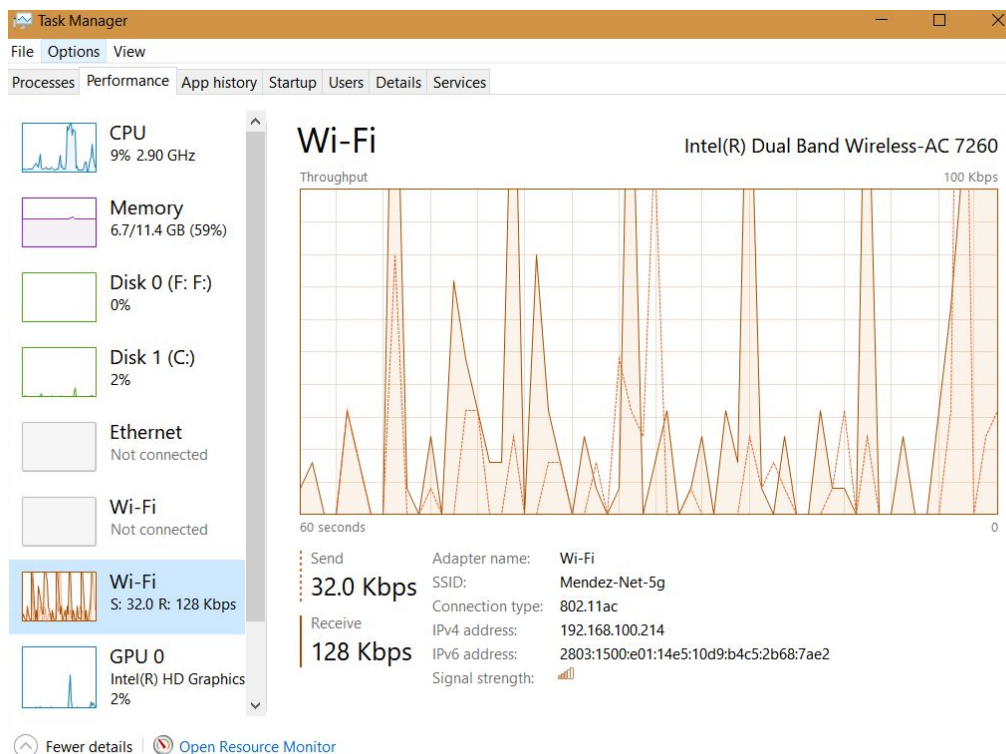 Task Manager
File Options View
Processes Performance App history Startup Users Details Services
CPU
9% 2.90 GHz
Memory
6.7/11.4 GB (59%)
Disk 0 (F: F:)
0%
Disk 1 (C:)
2%
Ethernet
Not connected
Wi-Fi
Not connected
Wi-Fi
S: 32.0 R: 128 Kbps
GPU 0
Intel(R) HD Graphics
2%
Wi-Fi
Intel(R) Dual Band Wireless-AC 7260
Throughput
100 Kbps
60 seconds
0
Send
32.0 Kbps
Receive
128 Kbps
Adapter name: Wi-Fi
SSID: Mendez-Net-5g
Connection type: 802.11ac
IPv4 address: 192.168.100.214
IPv6 address: 2803:1500:e01:14e5:10d9:b4c5:2b68:7ae2
Signal strength:
Fewer details
Open Resource Monitor